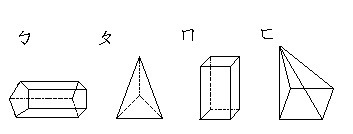 ㄅ ㄆ ㄇ ㄈ